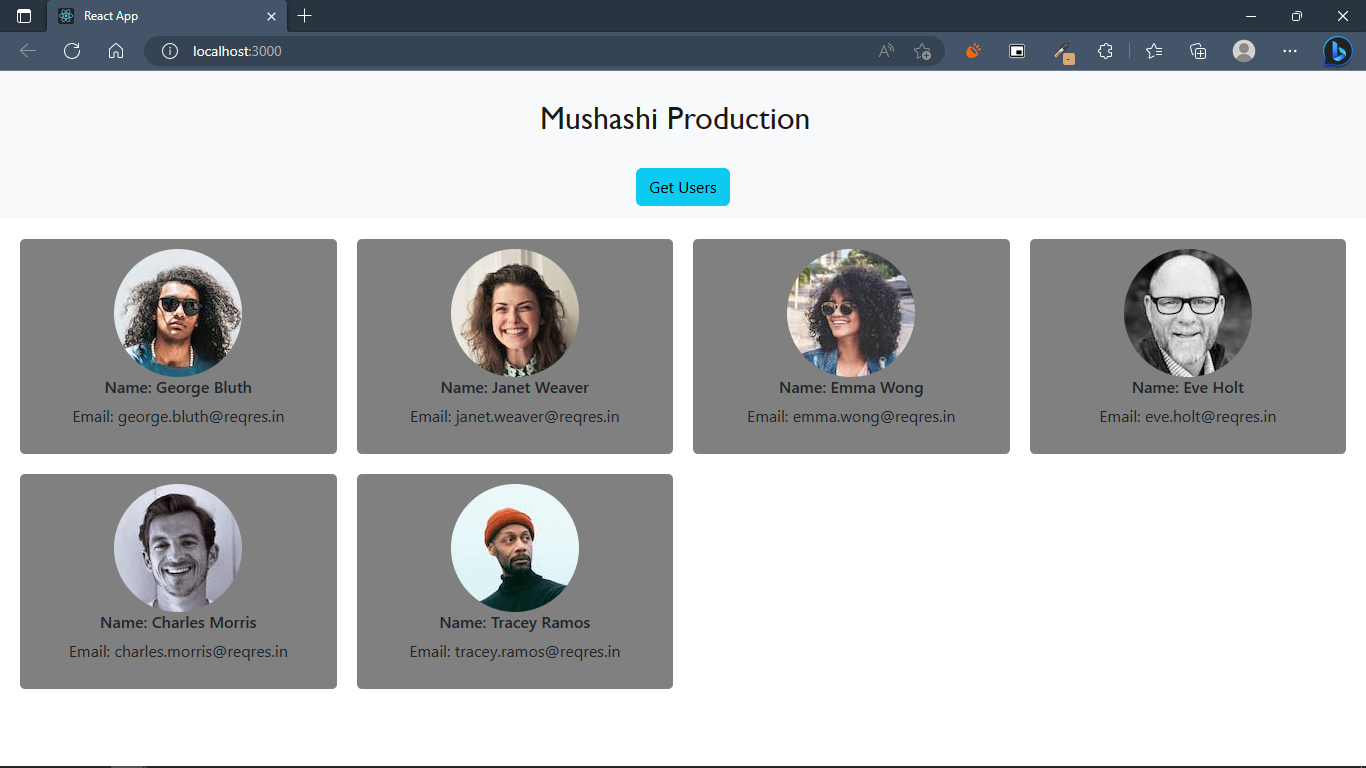 React App
localhost:3000
Mushashi Production
Get Users
Name: George Bluth
Email: george.bluth@reqres.in
Name: Janet Weaver
Email: janet.weaver@reqres.in
Name: Emma Wong
Email: emma.wong@reqres.in
Name: Eve Holt
Email: eve.holt@reqres.in
Name: Charles Morris
Email: charles.morris@reqres.in
Name: Tracey Ramos
Email: tracey.ramos@reqres.in